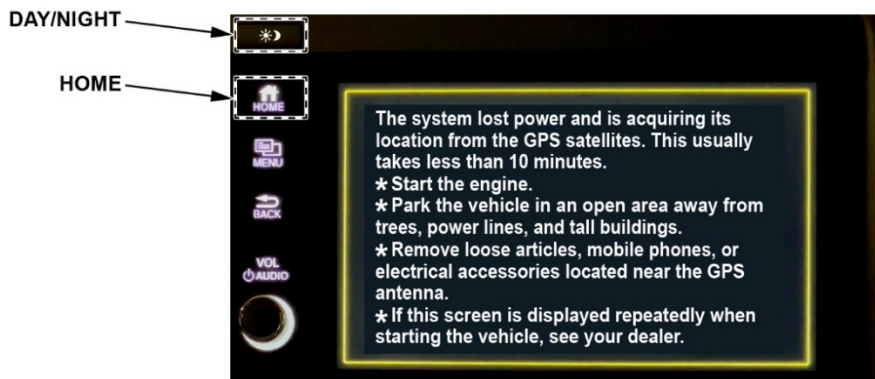 DAY/NIGHT
HOME
HOME
MENU
BACK
VOL
AUDIO
The system lost power and is acquiring its
location from the GPS satellites. This usually
takes less than 10 minutes.
* Start the engine.
* Park the vehicle in an open area away from
trees, power lines, and tall buildings.
* Remove loose articles, mobile phones, or
electrical accessories located near the GPS
antenna.
* If this screen is displayed repeatedly when
starting the vehicle, see your dealer.